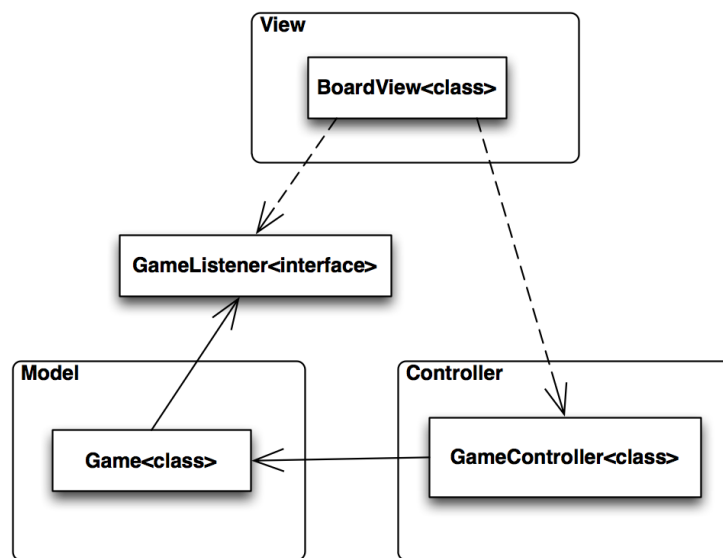 View
BoardView<class>
GameListener<interface>
Model
Game<class>
Controller
GameController<class>